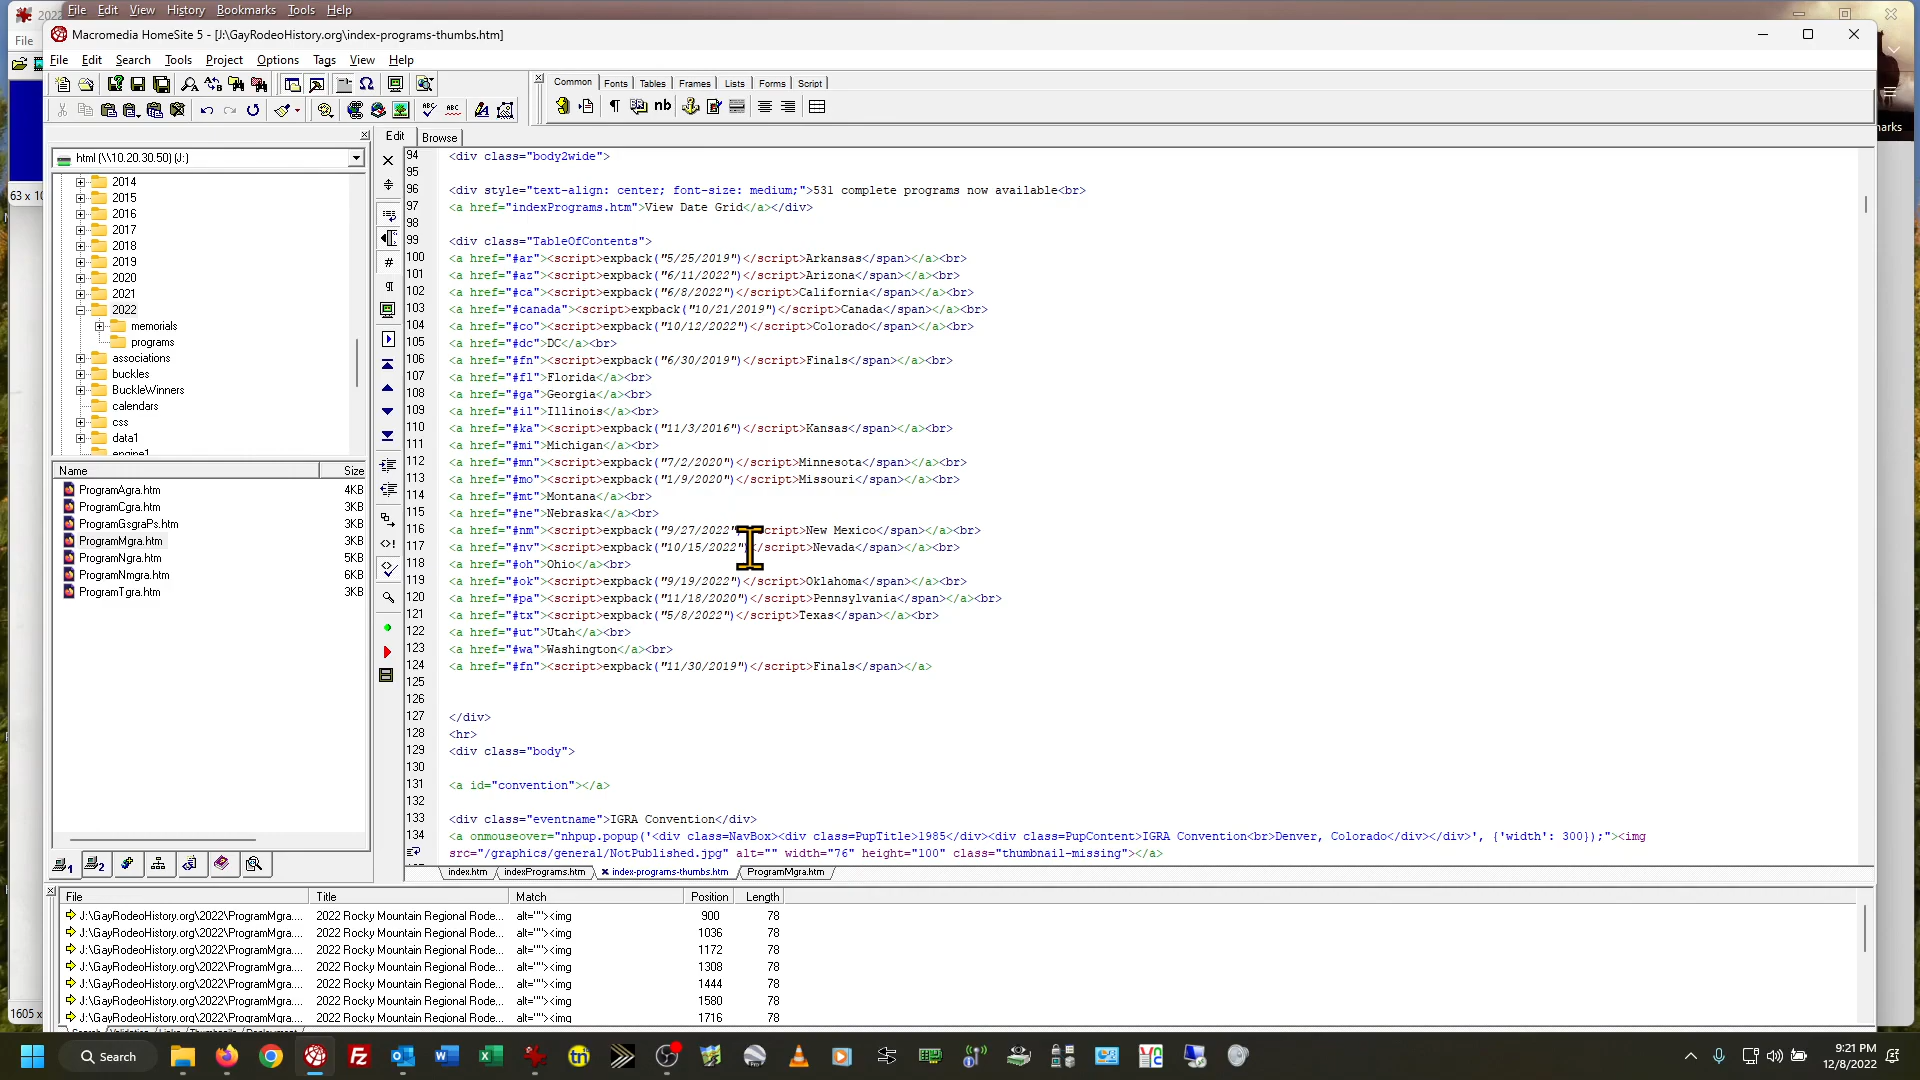 File Edit View History Bookmarks Tools Help
Macromedia HomeSite 5 - [J:\GayRodeoHistory.org\index-programs-thumbs.htm]
File Edit Search Tools Project Options Tags View Help
Common Fonts Tables Frames Lists Forms Script
Edit Browse
html (\\10.20.30.50) (J:)
2014
2015
2016
2017
2018
2019
2020
2021
2022
memorials
programs
associations
buckles
BuckleWinners
calendars
css
data1
engine1
Name Size
ProgramAgra.htm 4KB
ProgramCgra.htm 3KB
ProgramGsgraPs.htm 3KB
ProgramMgra.htm 3KB
ProgramNgra.htm 5KB
ProgramNmgra.htm 6KB
ProgramTgra.htm 3KB
94 <div class="body2wide">
95
96 <div style="text-align: center; font-size: medium;">531 complete programs now available<br>
97 <a href="indexPrograms.htm">View Date Grid</a></div>
98
99 <div class="TableOfContents">
100 <a href="#ar"><script>expback("5/25/2019")</script>Arkansas</span></a><br>
101 <a href="#az"><script>expback("6/11/2022")</script>Arizona</span></a><br>
102 <a href="#ca"><script>expback("6/8/2022")</script>California</span></a><br>
103 <a href="#canada"><script>expback("10/21/2019")</script>Canada</span></a><br>
104 <a href="#co"><script>expback("10/12/2022")</script>Colorado</span></a><br>
105 <a href="#dc">DC</a><br>
106 <a href="#fn"><script>expback("6/30/2019")</script>Finals</span></a><br>
107 <a href="#fl">Florida</a><br>
108 <a href="#ga">Georgia</a><br>
109 <a href="#il">Illinois</a><br>
110 <a href="#ka"><script>expback("11/3/2016")</script>Kansas</span></a><br>
111 <a href="#mi">Michigan</a><br>
112 <a href="#mn"><script>expback("7/2/2020")</script>Minnesota</span></a><br>
113 <a href="#mo"><script>expback("1/9/2020")</script>Missouri</span></a><br>
114 <a href="#mt">Montana</a><br>
115 <a href="#ne">Nebraska</a><br>
116 <a href="#nm"><script>expback("9/27/2022" script>New Mexico</span></a><br>
117 <a href="#nv"><script>expback("10/15/2022")</script>Nevada</span></a><br>
118 <a href="#oh">Ohio</a><br>
119 <a href="#ok"><script>expback("9/19/2022")</script>Oklahoma</span></a><br>
120 <a href="#pa"><script>expback("11/18/2020")</script>Pennsylvania</span></a><br>
121 <a href="#tx"><script>expback("5/8/2022")</script>Texas</span></a><br>
122 <a href="#ut">Utah</a><br>
123 <a href="#wa">Washington</a><br>
124 <a href="#fn"><script>expback("11/30/2019")</script>Finals</span></a>
125
126
127 </div>
128 <hr>
129 <div class="body">
130
131 <a id="convention"></a>
132
133 <div class="eventname">IGRA Convention</div>
134 <a onmouseover="nhpup.popup('<div class=NavBox><div class=PupTitle>1985</div><div class=PupContent>IGRA Convention<br>Denver, Colorado</div></div>', {'width': 300});"><img
src="/graphics/general/NotPublished.jpg" alt="" width="76" height="100" class="thumbnail-missing"></a>
index.htm indexPrograms.htm index-programs-thumbs.htm ProgramMgra.htm
File Title Match Position Length
J:\GayRodeoHistory.org\2022\ProgramMgra.... 2022 Rocky Mountain Regional Rode... alt=""><img 900 78
J:\GayRodeoHistory.org\2022\ProgramMgra.... 2022 Rocky Mountain Regional Rode... alt=""><img 1036 78
J:\GayRodeoHistory.org\2022\ProgramMgra.... 2022 Rocky Mountain Regional Rode... alt=""><img 1172 78
J:\GayRodeoHistory.org\2022\ProgramMgra.... 2022 Rocky Mountain Regional Rode... alt=""><img 1308 78
J:\GayRodeoHistory.org\2022\ProgramMgra.... 2022 Rocky Mountain Regional Rode... alt=""><img 1444 78
J:\GayRodeoHistory.org\2022\ProgramMgra.... 2022 Rocky Mountain Regional Rode... alt=""><img 1580 78
J:\GayRodeoHistory.org\2022\ProgramMgra.... 2022 Rocky Mountain Regional Rode... alt=""><img 1716 78
2022
File
63 x 10
1605 x
arks
Search
9:21 PM
12/8/2022